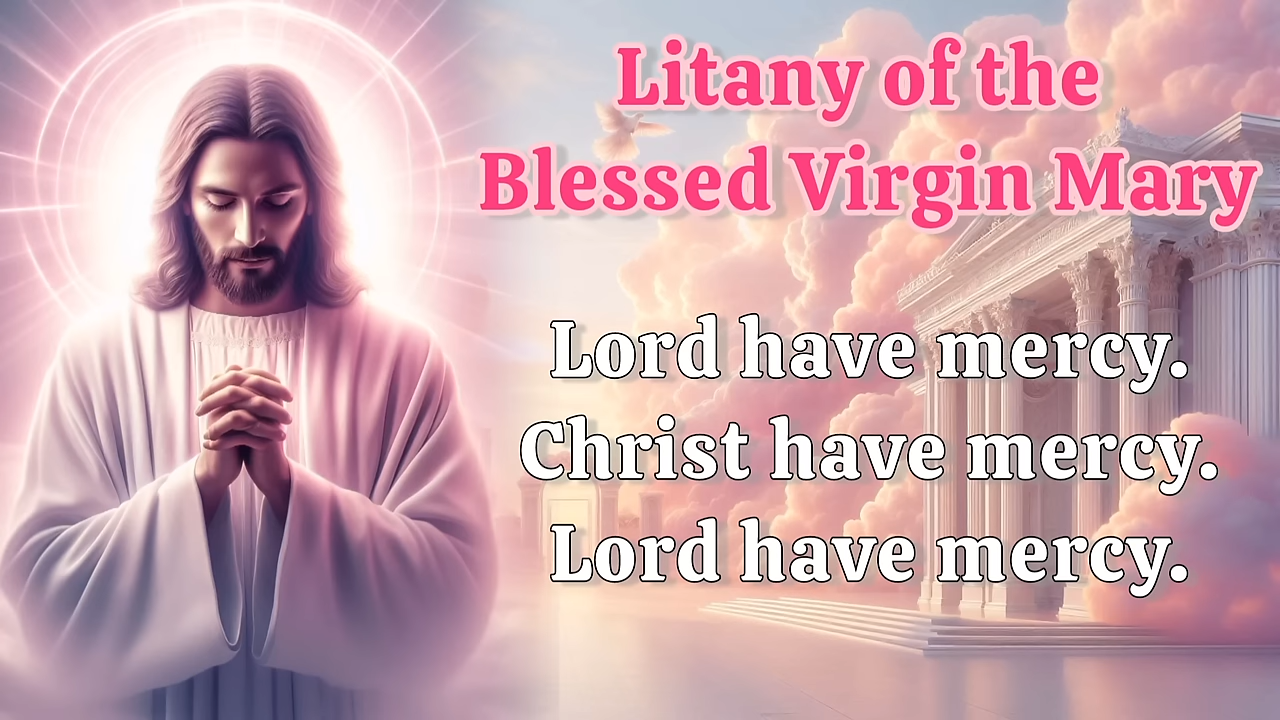 Litany of the
Blessed Virgin Mary
Lord have mercy.
Christ have mercy.
Lord have mercy.